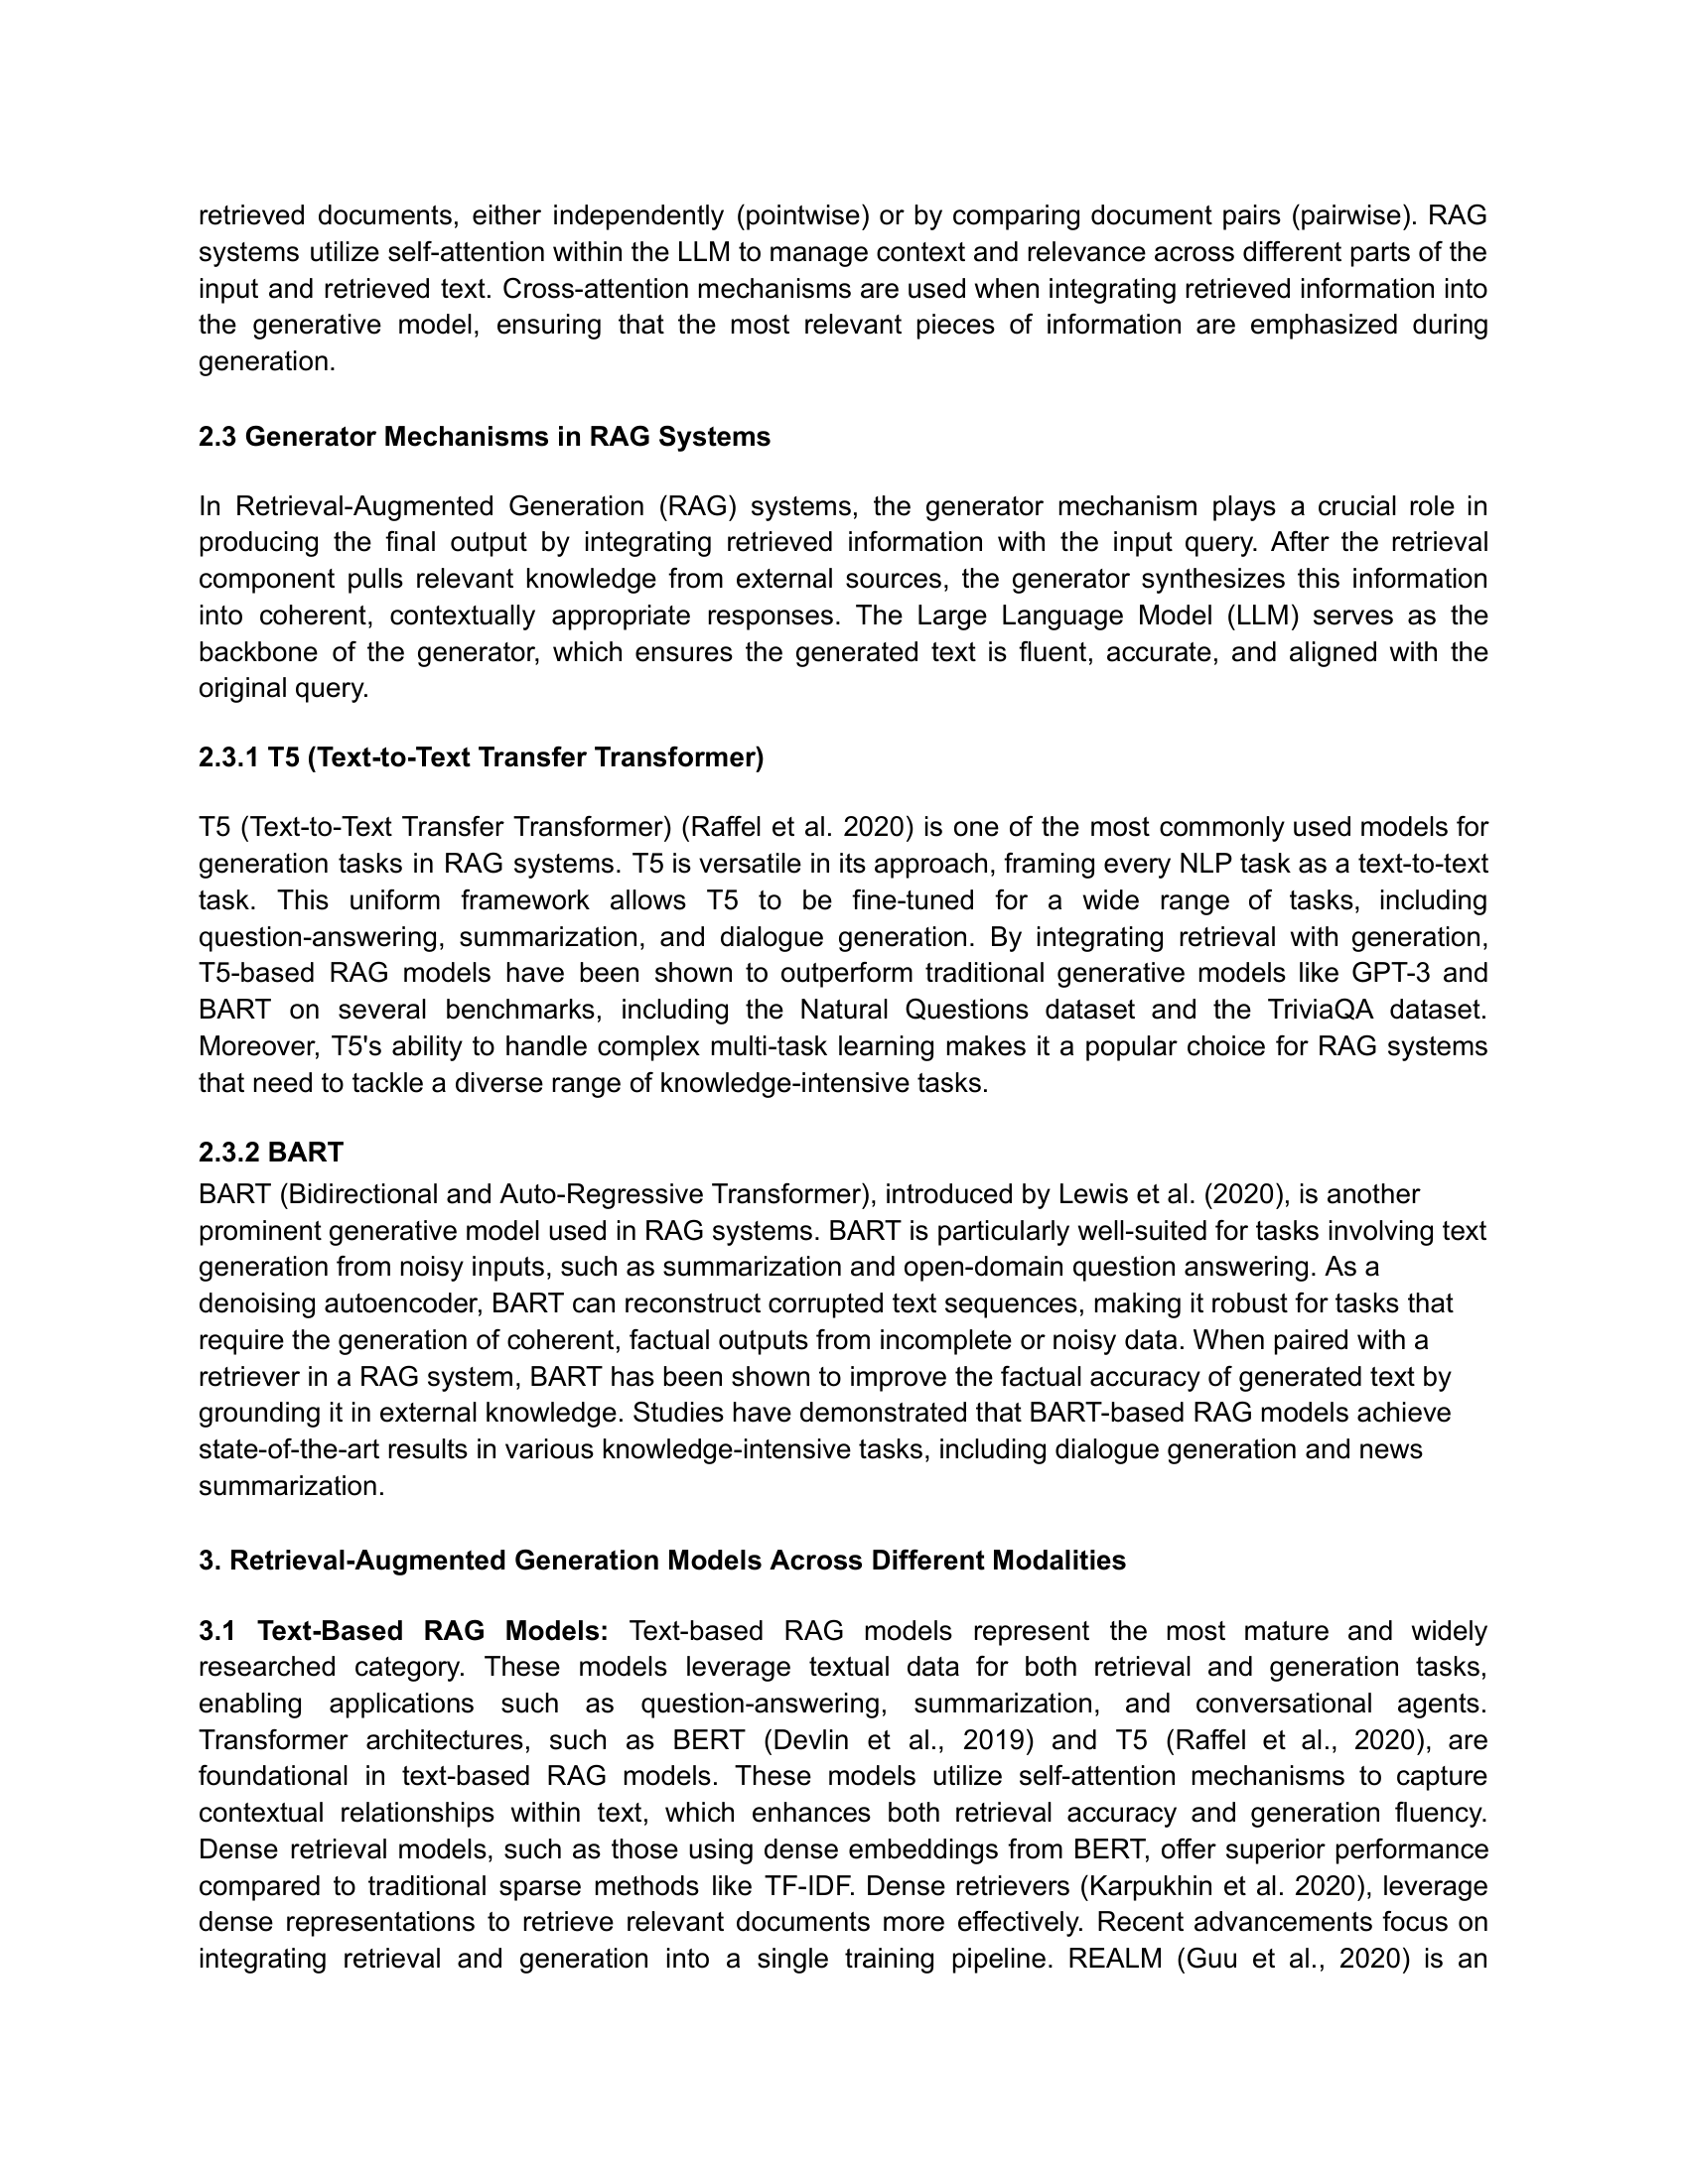 retrieved documents, either independently (pointwise) or by comparing document pairs (pairwise). RAG
systems utilize self-attention within the LLM to manage context and relevance across different parts of the
input and retrieved text. Cross-attention mechanisms are used when integrating retrieved information into
the generative model, ensuring that the most relevant pieces of information are emphasized during
generation.
2.3 Generator Mechanisms in RAG Systems
In Retrieval-Augmented Generation (RAG) systems, the generator mechanism plays a crucial role in
producing the final output by integrating retrieved information with the input query. After the retrieval
component pulls relevant knowledge from external sources, the generator synthesizes this information
into coherent, contextually appropriate responses. The Large Language Model (LLM) serves as the
backbone of the generator, which ensures the generated text is fluent, accurate, and aligned with the
original query.
2.3.1 T5 (Text-to-Text Transfer Transformer)
T5 (Text-to-Text Transfer Transformer) (Raffel et al. 2020) is one of the most commonly used models for
generation tasks in RAG systems. T5 is versatile in its approach, framing every NLP task as a text-to-text
task. This uniform framework allows T5 to be fine-tuned for a wide range of tasks, including
question-answering, summarization, and dialogue generation. By integrating retrieval with generation,
T5-based RAG models have been shown to outperform traditional generative models like GPT-3 and
BART on several benchmarks, including the Natural Questions dataset and the TriviaQA dataset.
Moreover, T5's ability to handle complex multi-task learning makes it a popular choice for RAG systems
that need to tackle a diverse range of knowledge-intensive tasks.
2.3.2 BART
BART (Bidirectional and Auto-Regressive Transformer), introduced by Lewis et al. (2020), is another
prominent generative model used in RAG systems. BART is particularly well-suited for tasks involving text
generation from noisy inputs, such as summarization and open-domain question answering. As a
denoising autoencoder, BART can reconstruct corrupted text sequences, making it robust for tasks that
require the generation of coherent, factual outputs from incomplete or noisy data. When paired with a
retriever in a RAG system, BART has been shown to improve the factual accuracy of generated text by
grounding it in external knowledge. Studies have demonstrated that BART-based RAG models achieve
state-of-the-art results in various knowledge-intensive tasks, including dialogue generation and news
summarization.
3. Retrieval-Augmented Generation Models Across Different Modalities
3.1 Text-Based RAG Models: Text-based RAG models represent the most mature and widely
researched category. These models leverage textual data for both retrieval and generation tasks,
enabling applications such as question-answering, summarization, and conversational agents.
Transformer architectures, such as BERT (Devlin et al., 2019) and T5 (Raffel et al., 2020), are
foundational in text-based RAG models. These models utilize self-attention mechanisms to capture
contextual relationships within text, which enhances both retrieval accuracy and generation fluency.
Dense retrieval models, such as those using dense embeddings from BERT, offer superior performance
compared to traditional sparse methods like TF-IDF. Dense retrievers (Karpukhin et al. 2020), leverage
dense representations to retrieve relevant documents more effectively. Recent advancements focus on
integrating retrieval and generation into a single training pipeline. REALM (Guu et al., 2020) is an